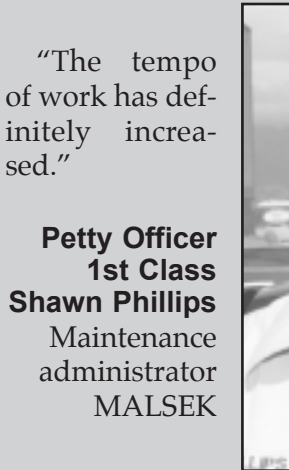 “The tempo
of work has def-
initely increa-
sed.”
Petty Officer
1st Class
Shawn Phillips
Maintenance
administrator
MALSEK